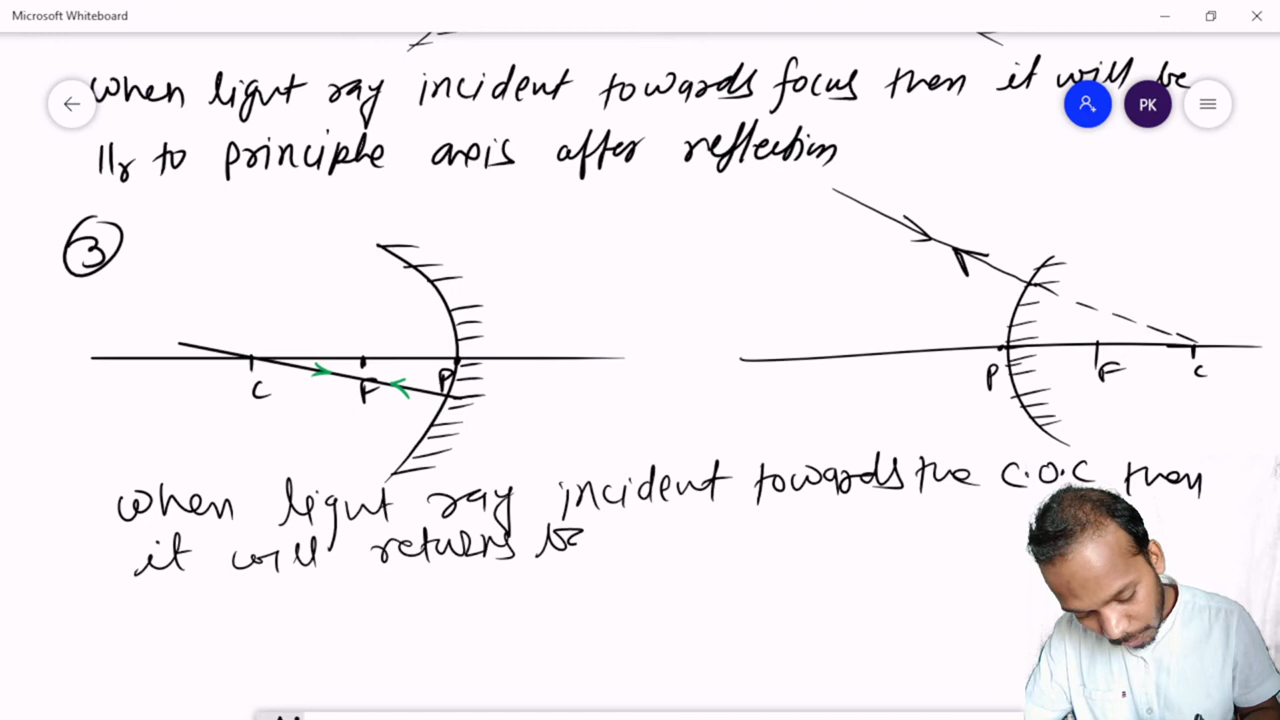 Microsoft Whiteboard
when light ray incident towards focus then it will be
PK
llr to principle axis after reflection
3
C
F
P
P
F
C
when light ray incident towards the C.O.C then
it will returns